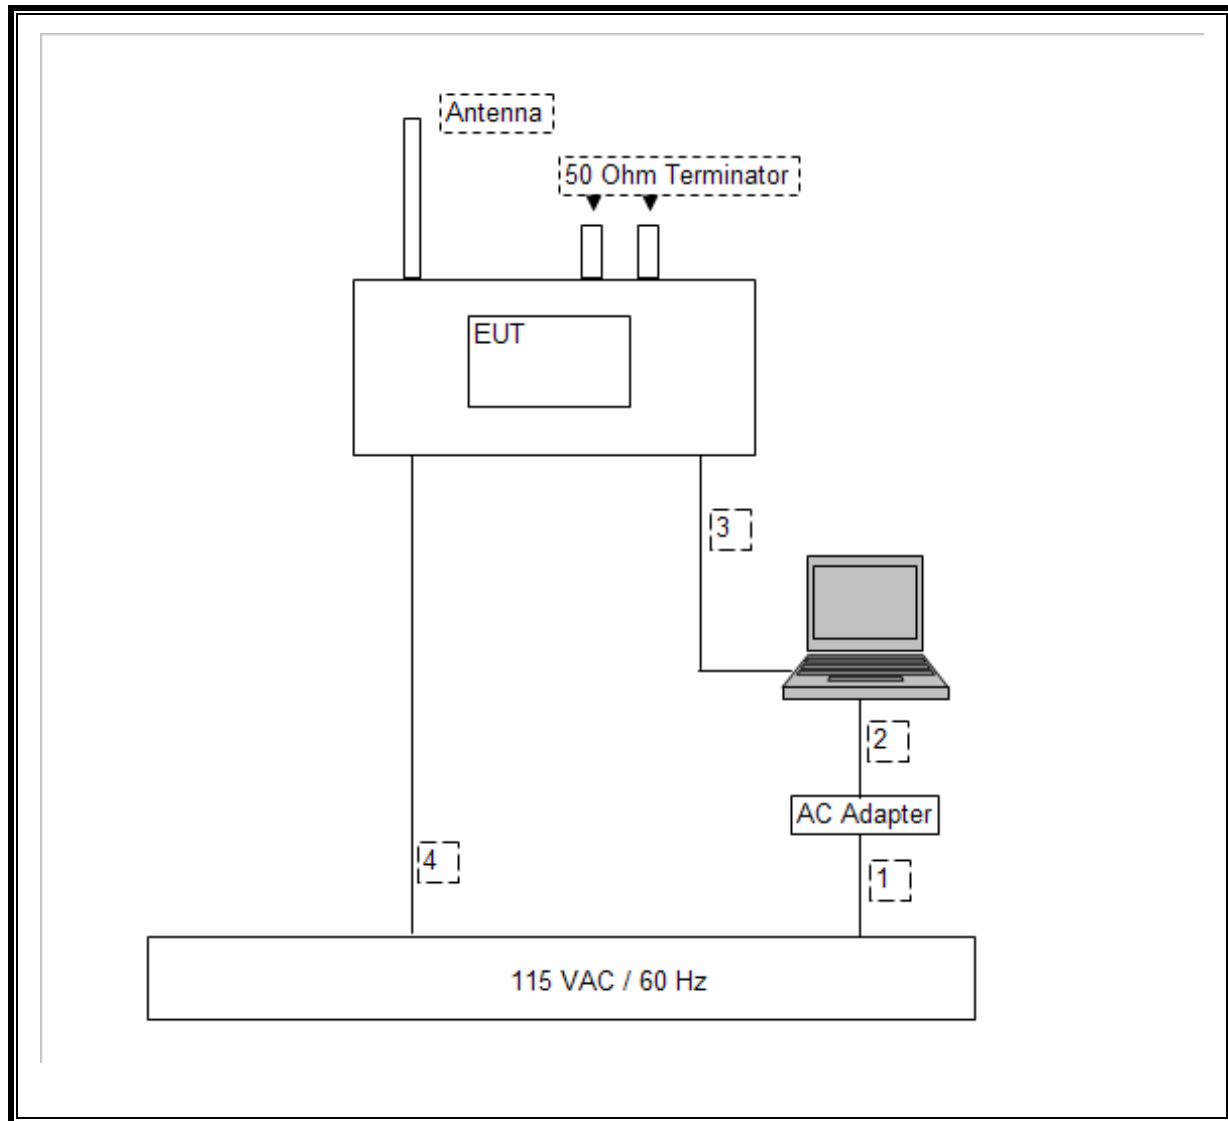 Antenna
50 Ohm Terminator
EUT
3
2
AC Adapter
4
1
115 VAC / 60 Hz